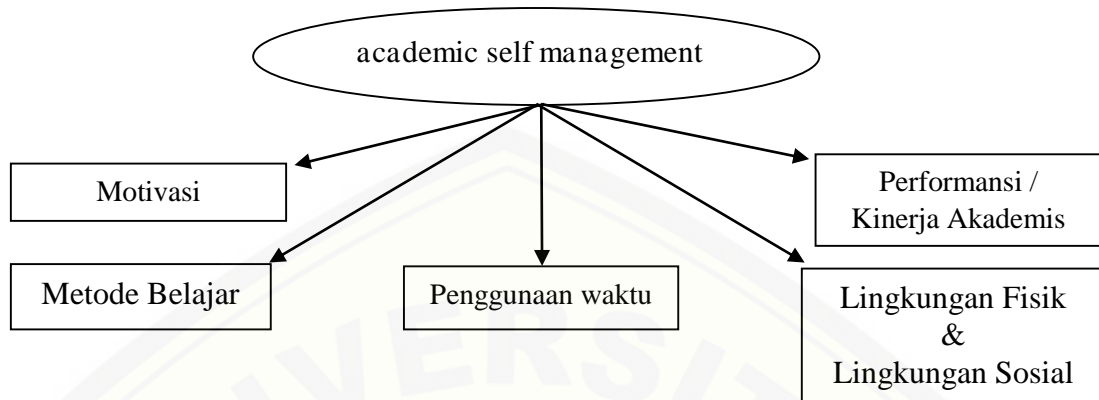 academic self management
Motivasi
Performansi /
Kinerja Akademis
Metode Belajar
Penggunaan waktu
Lingkungan Fisik
&
Lingkungan Sosial